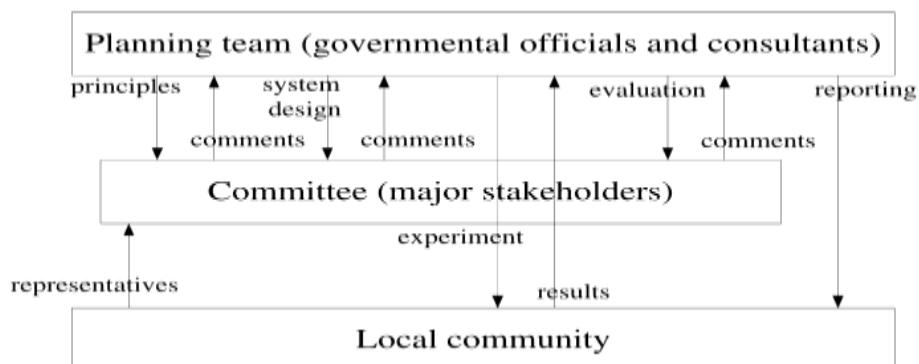 Planning team (governmental officials and consultants)
principles
system
design
evaluation
reporting
comments
comments
comments
Committee (major stakeholders)
experiment
representatives
results
Local community